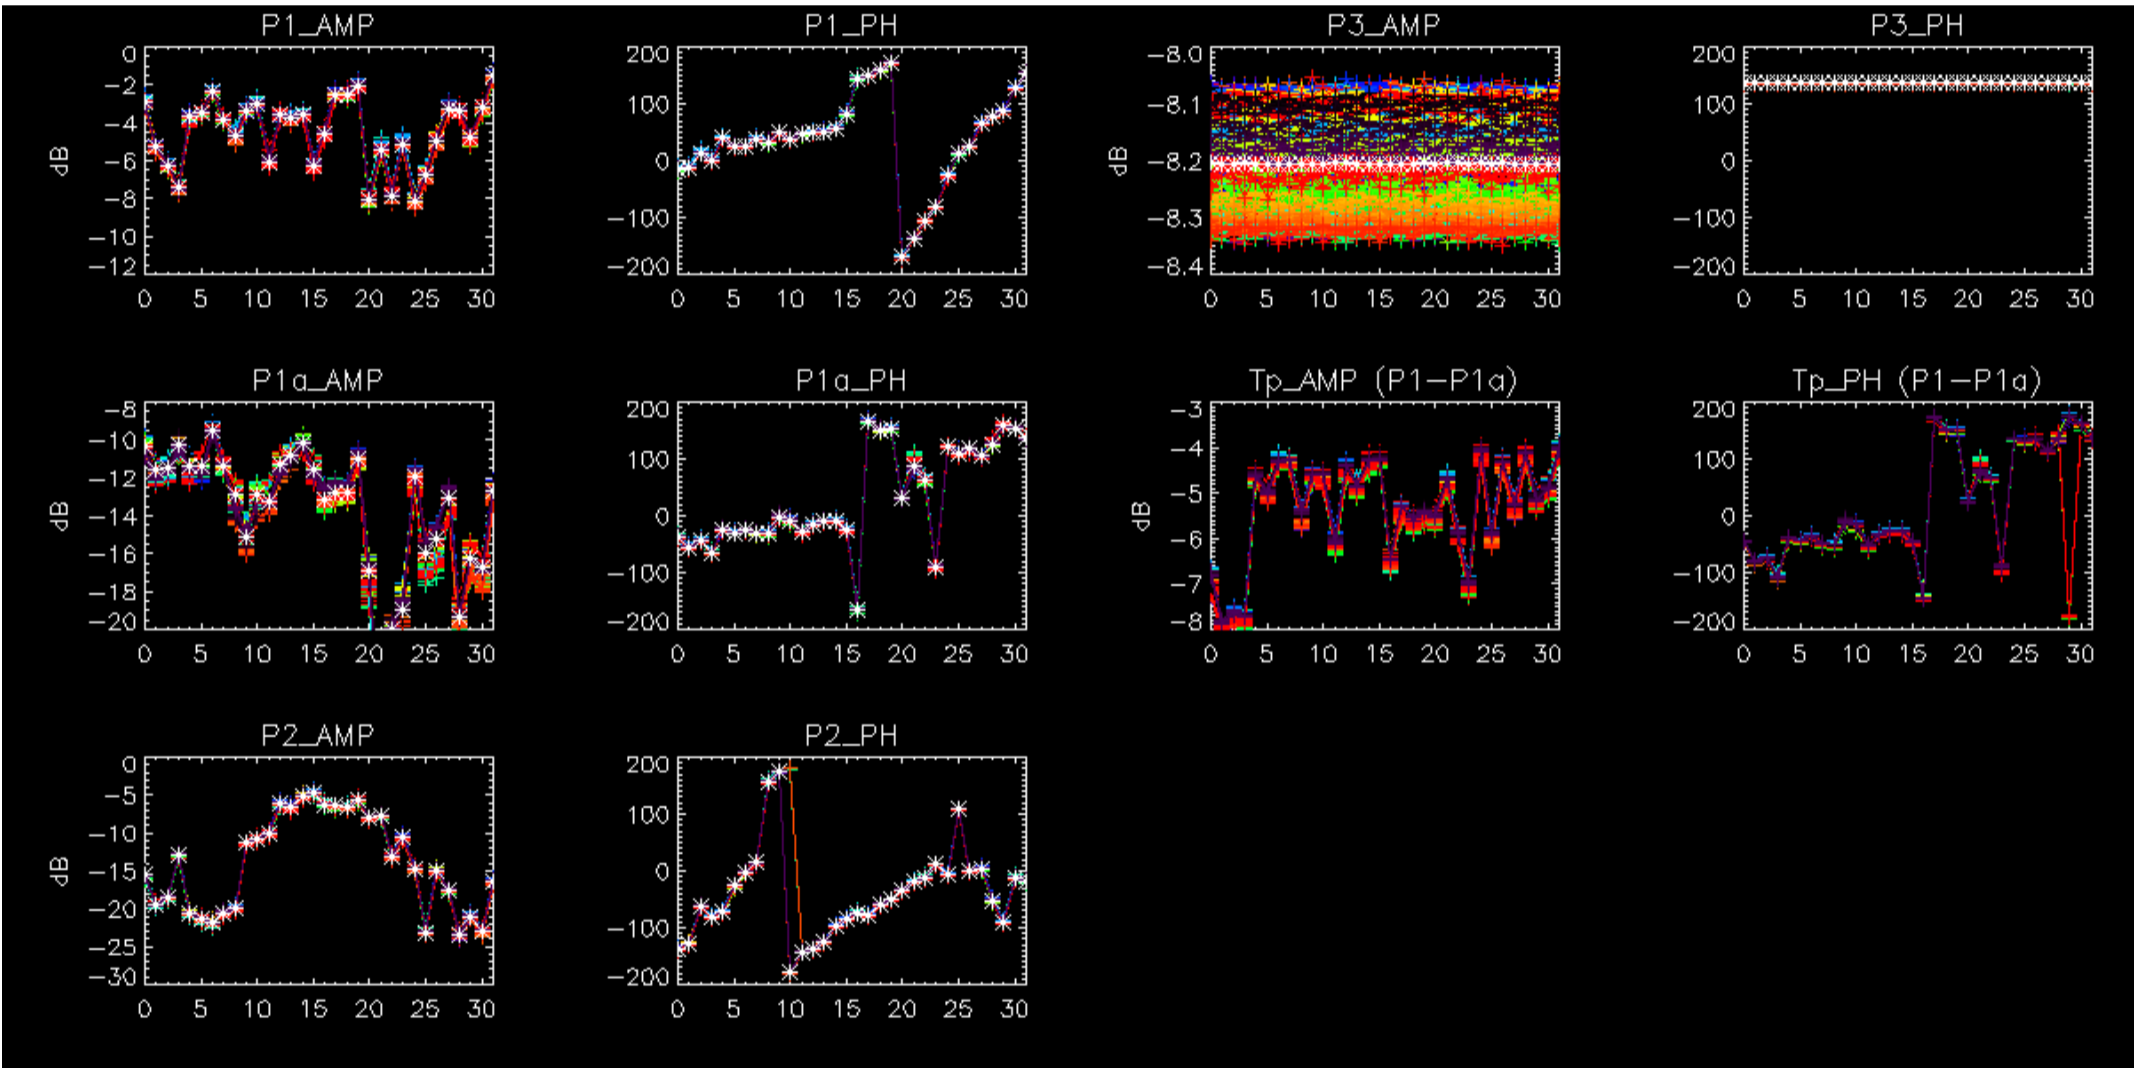 P1_AMP P1_PH P3_AMP P3_PH
0 200 -8.0 200
-2 100 -8.1 100
-4 0 -8.2 0
-6 -100 -8.3 -100
-8 -200 -8.4 -200
-10
-12
dB dB
0 5 10 15 20 25 30 0 5 10 15 20 25 30 0 5 10 15 20 25 30 0 5 10 15 20 25 30
P1a_AMP P1a_PH Tp_AMP (P1-P1a) Tp_PH (P1-P1a)
-8 200 -3 200
-10 100 -4 100
-12 0 -5 0
-14 -100 -6 -100
-16 -200 -7 -200
-18 -8
-20
dB dB
0 5 10 15 20 25 30 0 5 10 15 20 25 30 0 5 10 15 20 25 30 0 5 10 15 20 25 30
P2_AMP P2_PH
0 200
-5 100
-10 0
-15 -100
-20 -200
-25
-30
dB
0 5 10 15 20 25 30 0 5 10 15 20 25 30